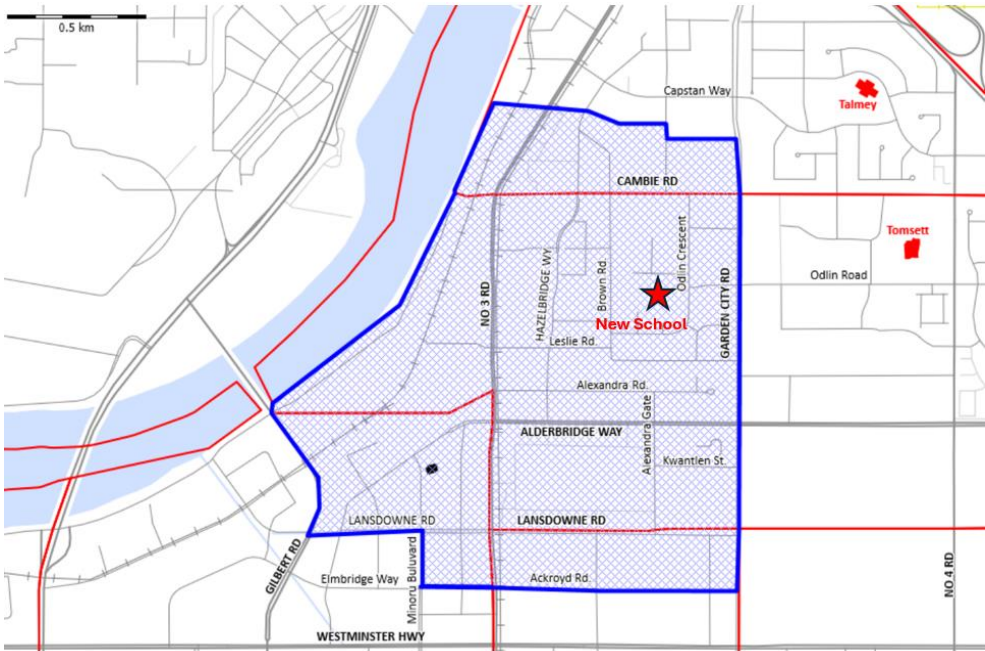 0.5 km
Capstan Way
Talmey
CAMBIE RD
Tomsett
Odlin Crescent
Odlin Road
Brown Rd.
HAZELBRIDGE WY
NO 3 RD
GARDEN CITY RD
New School
Leslie Rd.
Alexandra Rd.
Alexandra Gate
ALDERBRIDGE WAY
Kwantlen St.
LANSDOWNE RD
LANSDOWNE RD
GILBERT RD
Minoru Buluvard
Elmbridge Way
Ackroyd Rd.
NO 4 RD
WESTMINSTER HWY